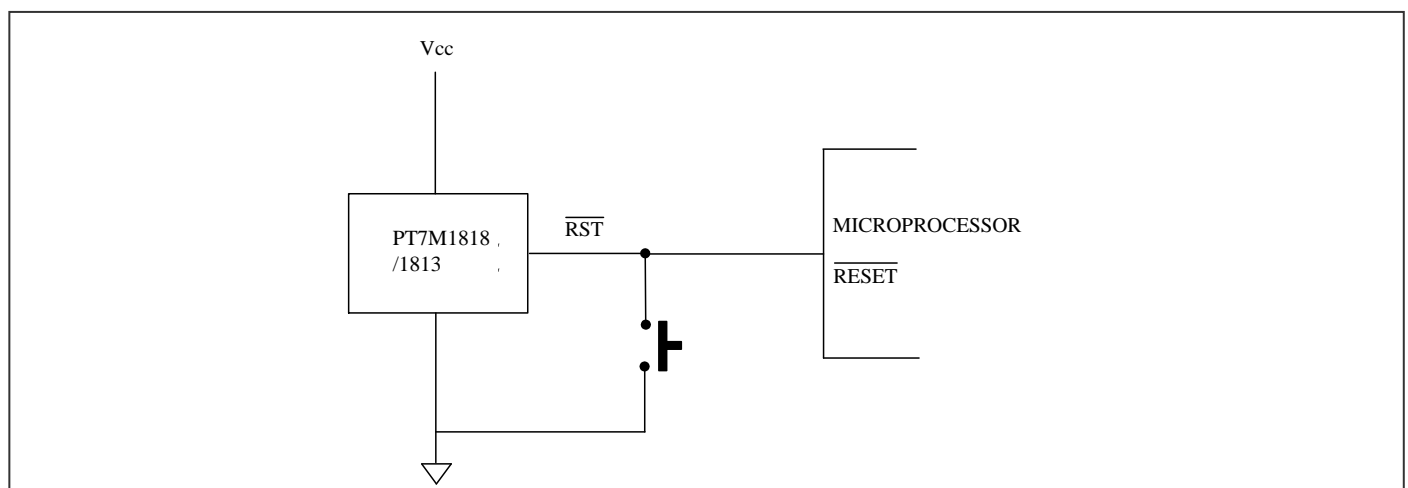 Vcc
PT7M1818 ,
/1813 ,
RST
MICROPROCESSOR
RESET